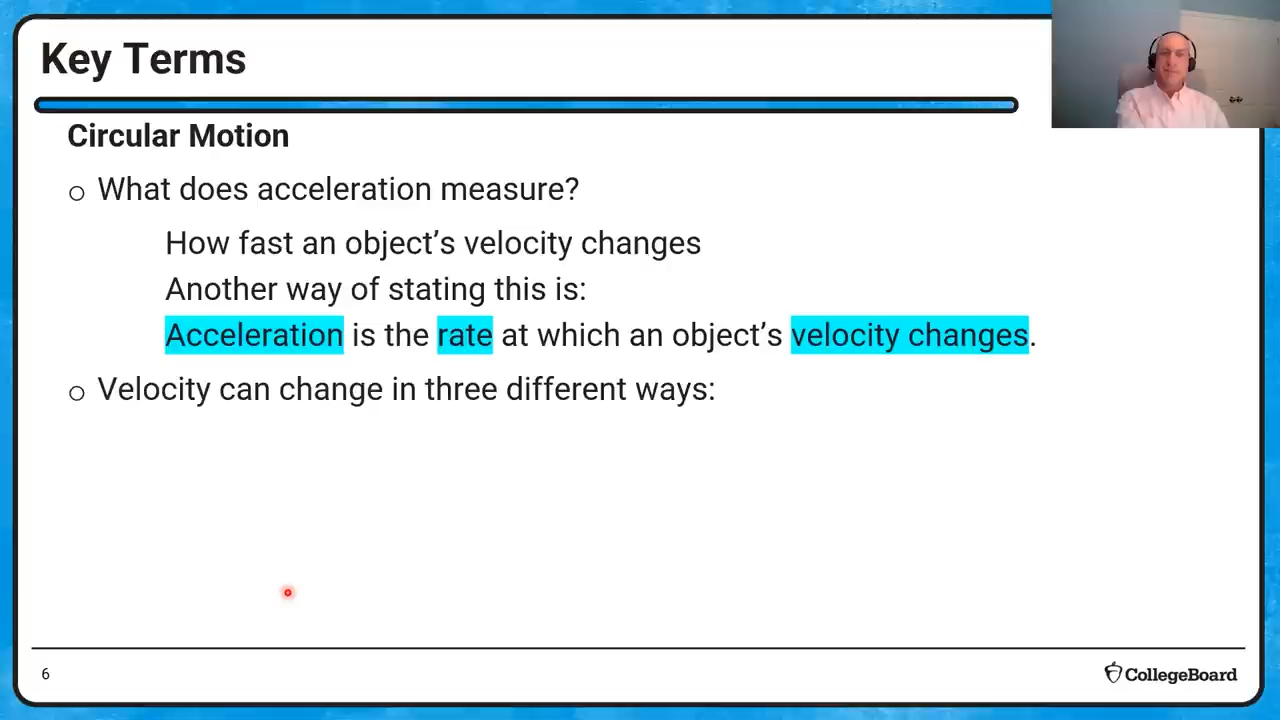 Key Terms
Circular Motion
What does acceleration measure?
How fast an object’s velocity changes
Another way of stating this is:
Acceleration is the rate at which an object’s velocity changes.
Velocity can change in three different ways:
6
CollegeBoard